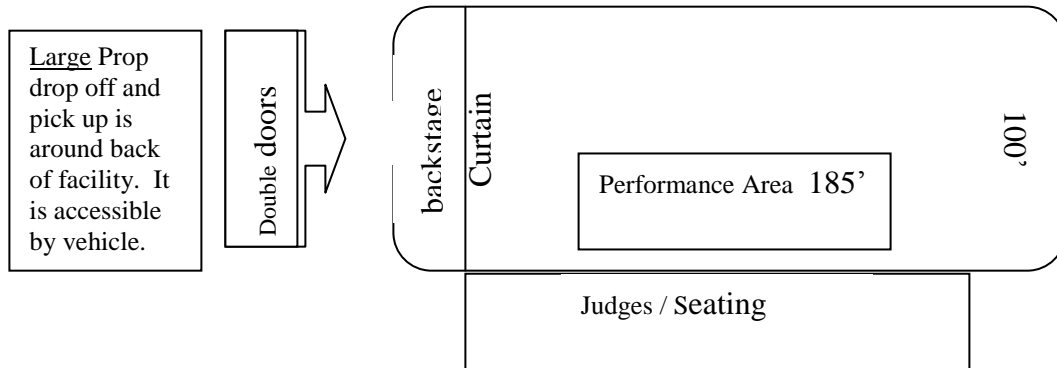 Large Prop
drop off and
pick up is
around back
of facility. It
is accessible
by vehicle.
Double doors
backstage
Curtain
Performance Area 185’
100’
Judges / Seating